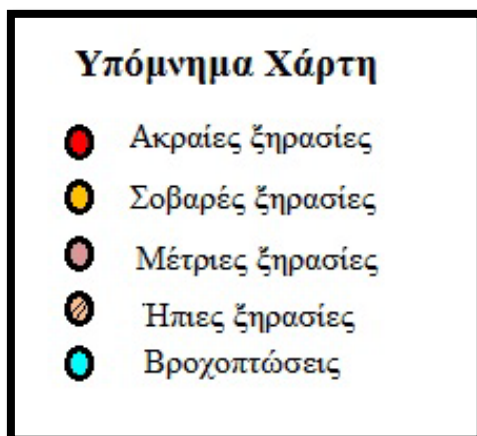 Υπόμνημα Χάρτη
Ακραίες ξηρασίες
Σοβαρές ξηρασίες
Μέτριες ξηρασίες
Ήπιες ξηρασίες
Βροχοπτώσεις